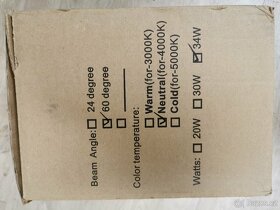 Beam Angle: ☐ 24 degree
☑ 60 degree
☐ ______
Color temperature: ☐ Warm(for-3000K)
☑ Neutral(for-4000K)
☐ Cold(for-5000K)
Watts: ☐ 20W ☐ 30W ☑ 34W